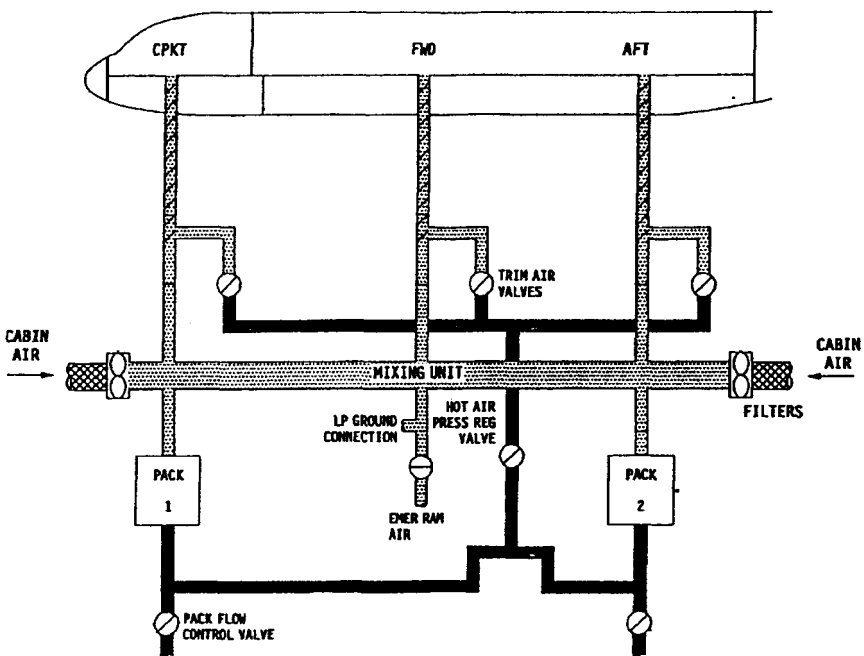 CPKT
FWD
AFT
TRIM AIR
VALVES
CABIN
AIR
CABIN
AIR
MIXING UNIT
FILTERS
LP GROUND
CONNECTION
HOT AIR
PRESS REG
VALVE
PACK
1
PACK
2
EMER RAM
AIR
PACK FLOW
CONTROL VALVE